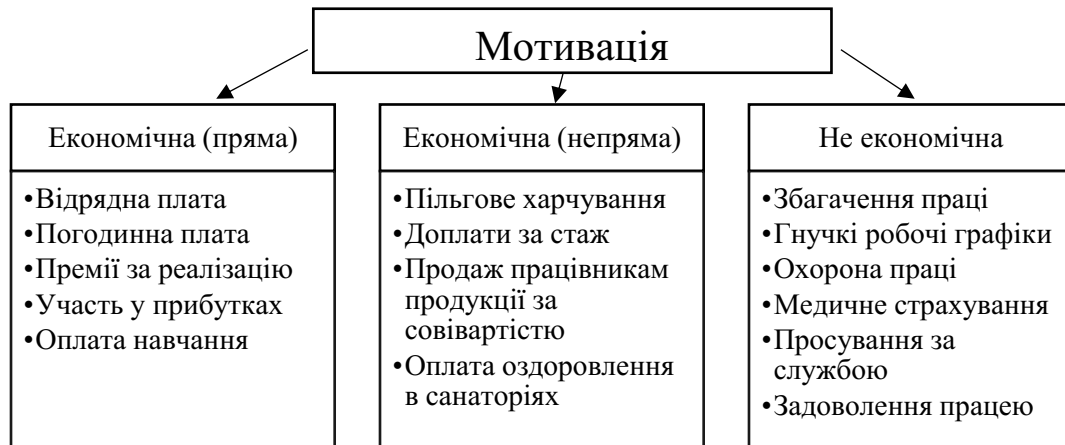 Мотивація
Економічна (пряма)
•Відрядна плата
•Погодинна плата
•Премії за реалізацію
•Участь у прибутках
•Оплата навчання
Економічна (непряма)
•Пільгове харчування
•Доплати за стаж
•Продаж працівникам
продукції за
совівартістю
•Оплата оздоровлення
в санаторіях
Не економічна
•Збагачення праці
•Гнучкі робочі графіки
•Охорона праці
•Медичне страхування
•Просування за
службою
•Задоволення працею